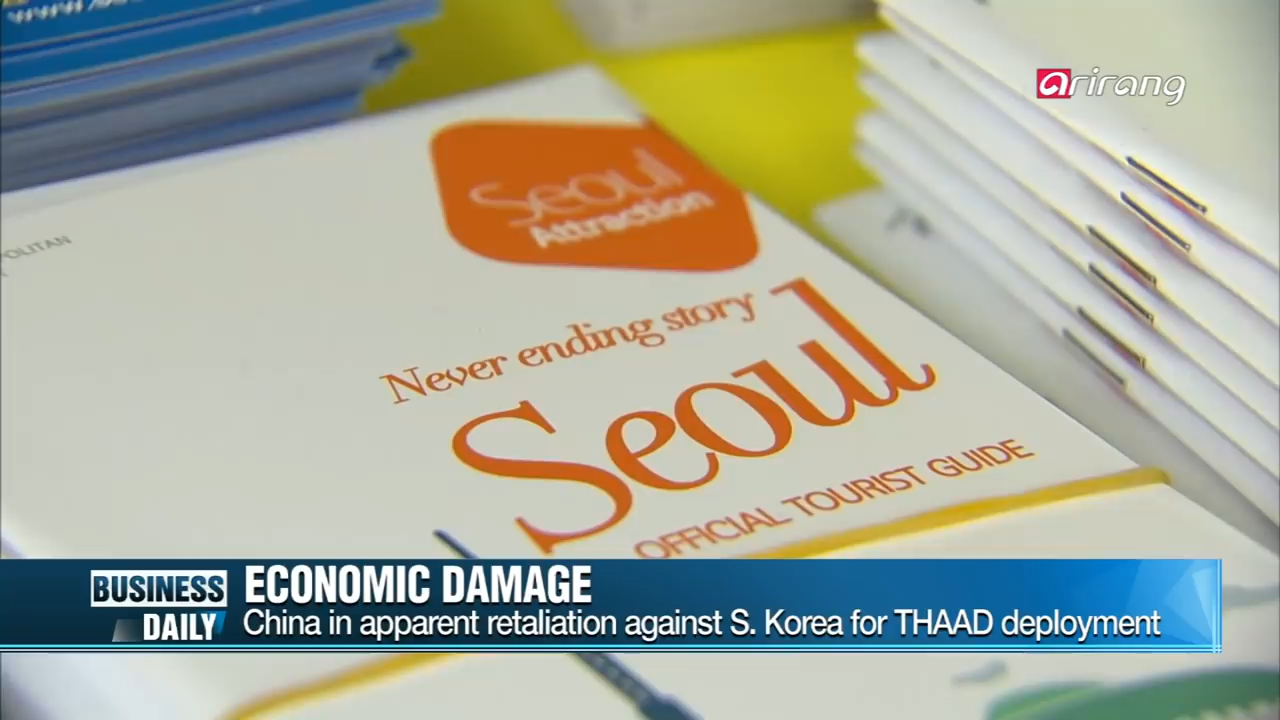 arirang
POLITAN
Seoul
Attraction
Never ending story
Seoul
OFFICIAL TOURIST GUIDE
BUSINESS
DAILY
ECONOMIC DAMAGE
China in apparent retaliation against S. Korea for THAAD deployment